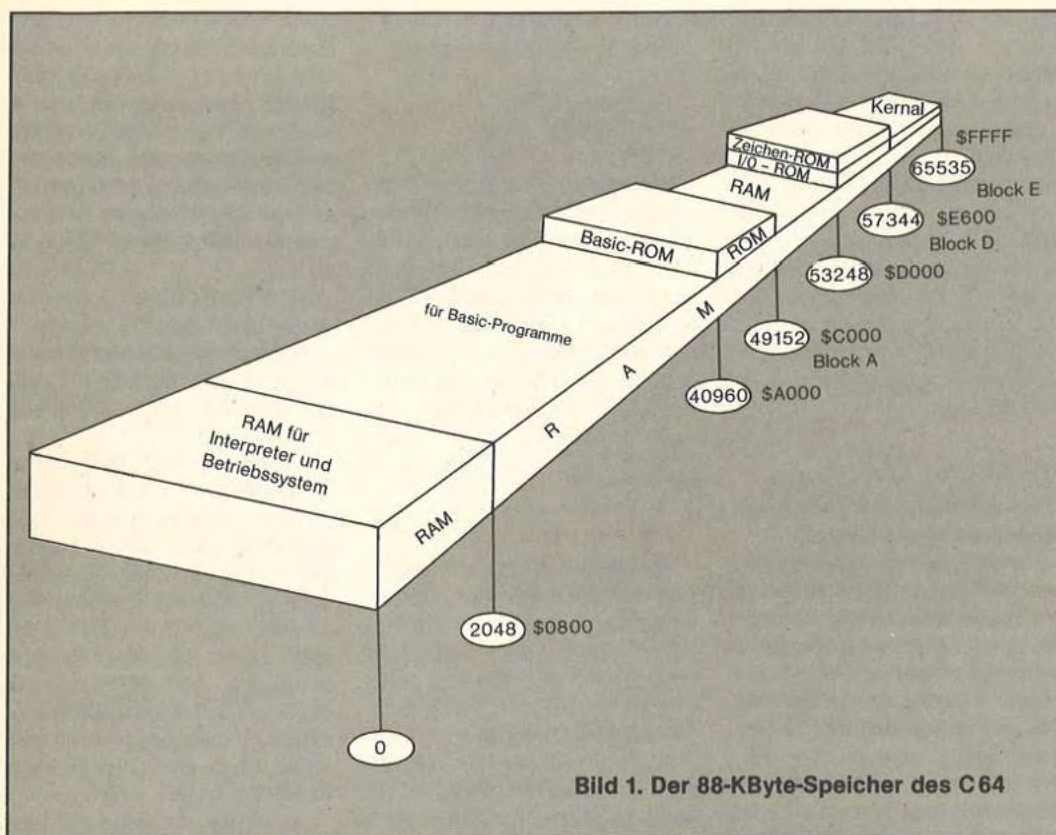 Kernal
Zeichen-ROM
I/0 - ROM
RAM
Basic-ROM
ROM
für Basic-Programme
R A M
RAM für
Interpreter und
Betriebssystem
RAM
$FFFF
65535
Block E
57344 $E600
Block D
53248 $D000
49152 $C000
Block A
40960 $A000
2048 $0800
0
Bild 1. Der 88-KByte-Speicher des C 64